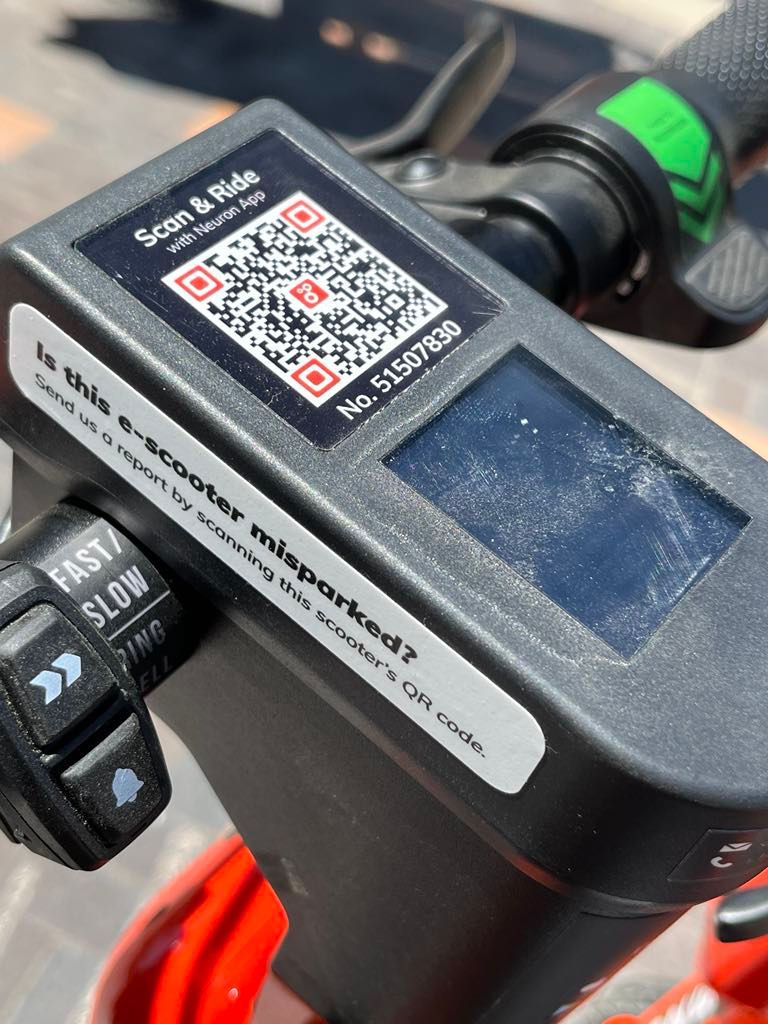 Scan & Ride
with Neuron App
No. 51507830
Is this e-scooter misparked?
Send us a report by scanning this scooter's QR code.
FAST/
SLOW
RING